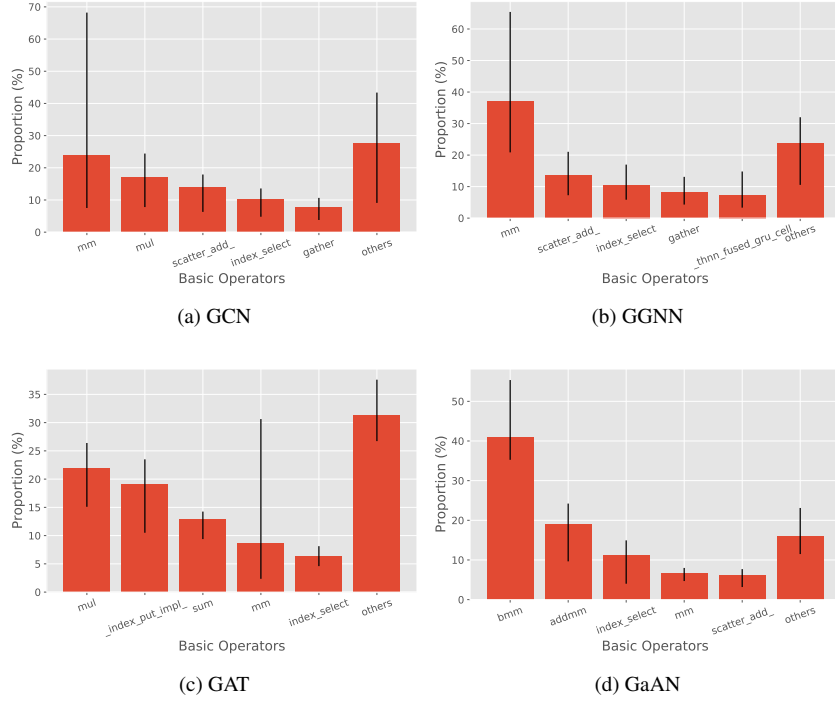 70
60
50
40
30
20
10
0
Proportion (%)
mm
mul
scatter_add_
index_select
gather
others
Basic Operators
(a) GCN
60
50
40
30
20
10
0
Proportion (%)
mm
scatter_add_
index_select
gather
_thnn_fused_gru_cell
others
Basic Operators
(b) GGNN
35
30
25
20
15
10
5
0
Proportion (%)
mul
_index_put_impl_
sum
mm
index_select
others
Basic Operators
(c) GAT
50
40
30
20
10
0
Proportion (%)
bmm
addmm
index_select
mm
scatter_add_
others
Basic Operators
(d) GaAN